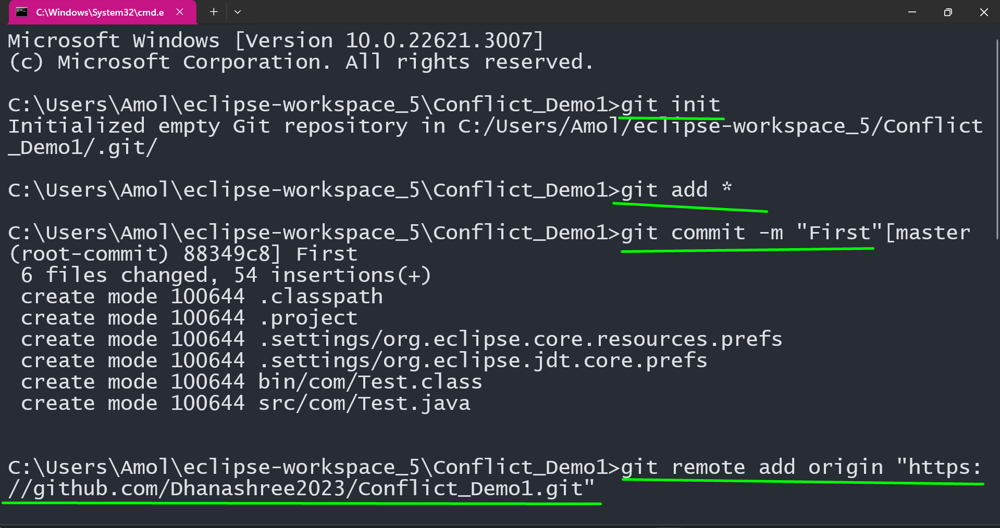 C:\Windows\System32\cmd.e
Microsoft Windows [Version 10.0.22621.3007]
(c) Microsoft Corporation. All rights reserved.
C:\Users\Amol\eclipse-workspace_5\Conflict_Demo1>git init
Initialized empty Git repository in C:/Users/Amol/eclipse-workspace_5/Conflict
_Demo1/.git/
C:\Users\Amol\eclipse-workspace_5\Conflict_Demo1>git add *
C:\Users\Amol\eclipse-workspace_5\Conflict_Demo1>git commit -m "First"[master
(root-commit) 88349c8] First
 6 files changed, 54 insertions(+)
 create mode 100644 .classpath
 create mode 100644 .project
 create mode 100644 .settings/org.eclipse.core.resources.prefs
 create mode 100644 .settings/org.eclipse.jdt.core.prefs
 create mode 100644 bin/com/Test.class
 create mode 100644 src/com/Test.java
C:\Users\Amol\eclipse-workspace_5\Conflict_Demo1>git remote add origin "https:
//github.com/Dhanashree2023/Conflict_Demo1.git"